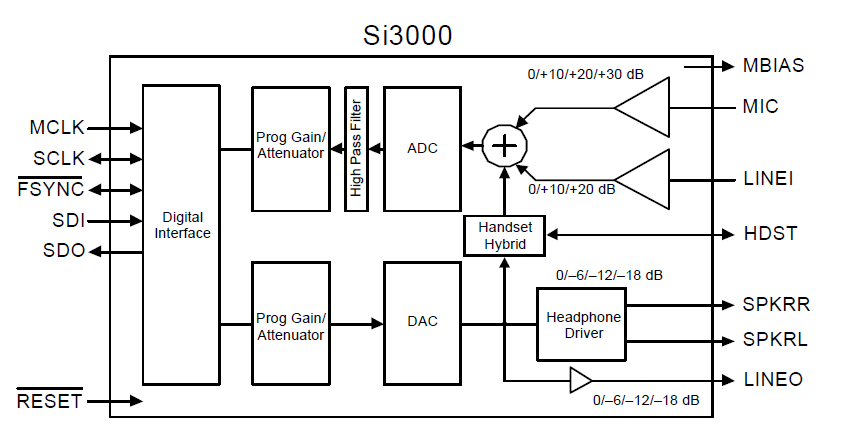 Si3000
MCLK
SCLK
FSYNC
SDI
SDO
RESET
Digital
Interface
Prog Gain/
Attenuator
High Pass Filter
ADC
0/+10/+20/+30 dB
+
0/+10/+20 dB
Handset
Hybrid
Prog Gain/
Attenuator
DAC
0/–6/–12/–18 dB
Headphone
Driver
0/–6/–12/–18 dB
MBIAS
MIC
LINEI
HDST
SPKRR
SPKRL
LINEO